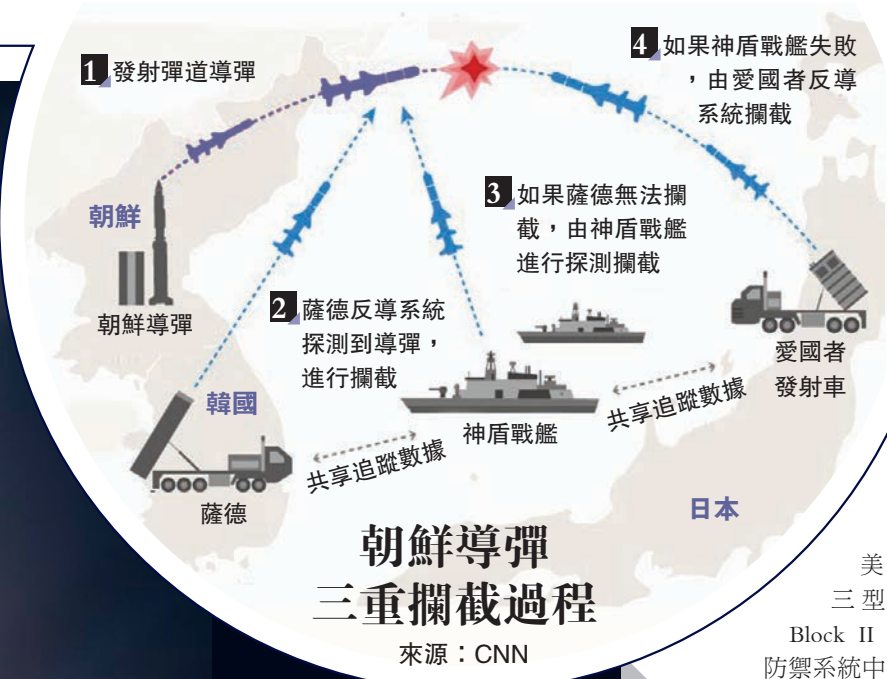 1 發射彈道導彈
4 如果神盾戰艦失敗
，由愛國者反導
系統攔截
朝鮮
朝鮮導彈
3 如果薩德無法攔
截，由神盾戰艦
進行探測攔截
2 薩德反導系統
探測到導彈，
進行攔截
愛國者
發射車
韓國
共享追蹤數據
神盾戰艦
共享追蹤數據
薩德
日本
朝鮮導彈
三重攔截過程
來源：CNN
美
三型
Block II
防禦系統中